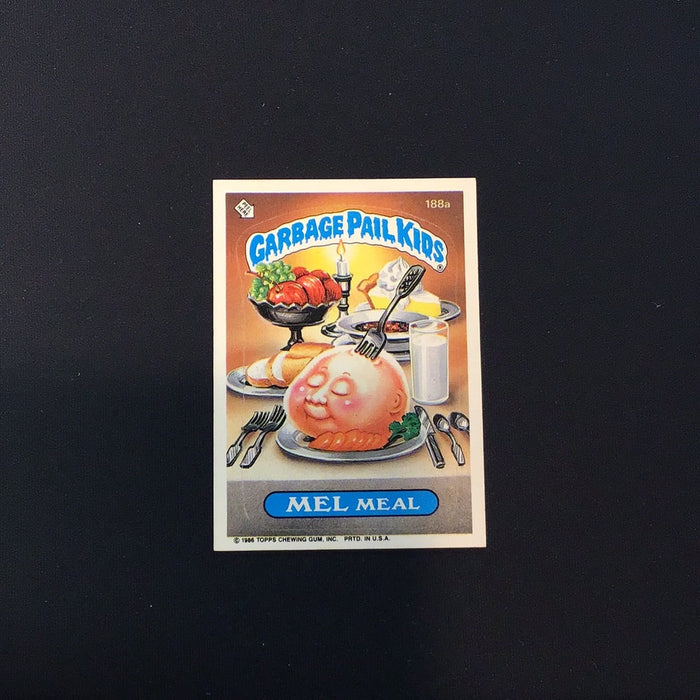 188a
GARBAGE PAIL KIDS®
MEL MEAL
© 1986 TOPPS CHEWING GUM, INC. PRTD. IN U.S.A.